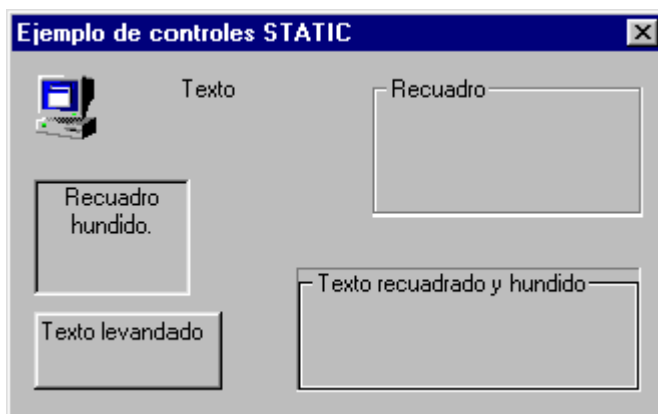 Ejemplo de controles STATIC
Texto
Recuadro
Recuadro
hundido.
Texto recuadrado y hundido
Texto levandado